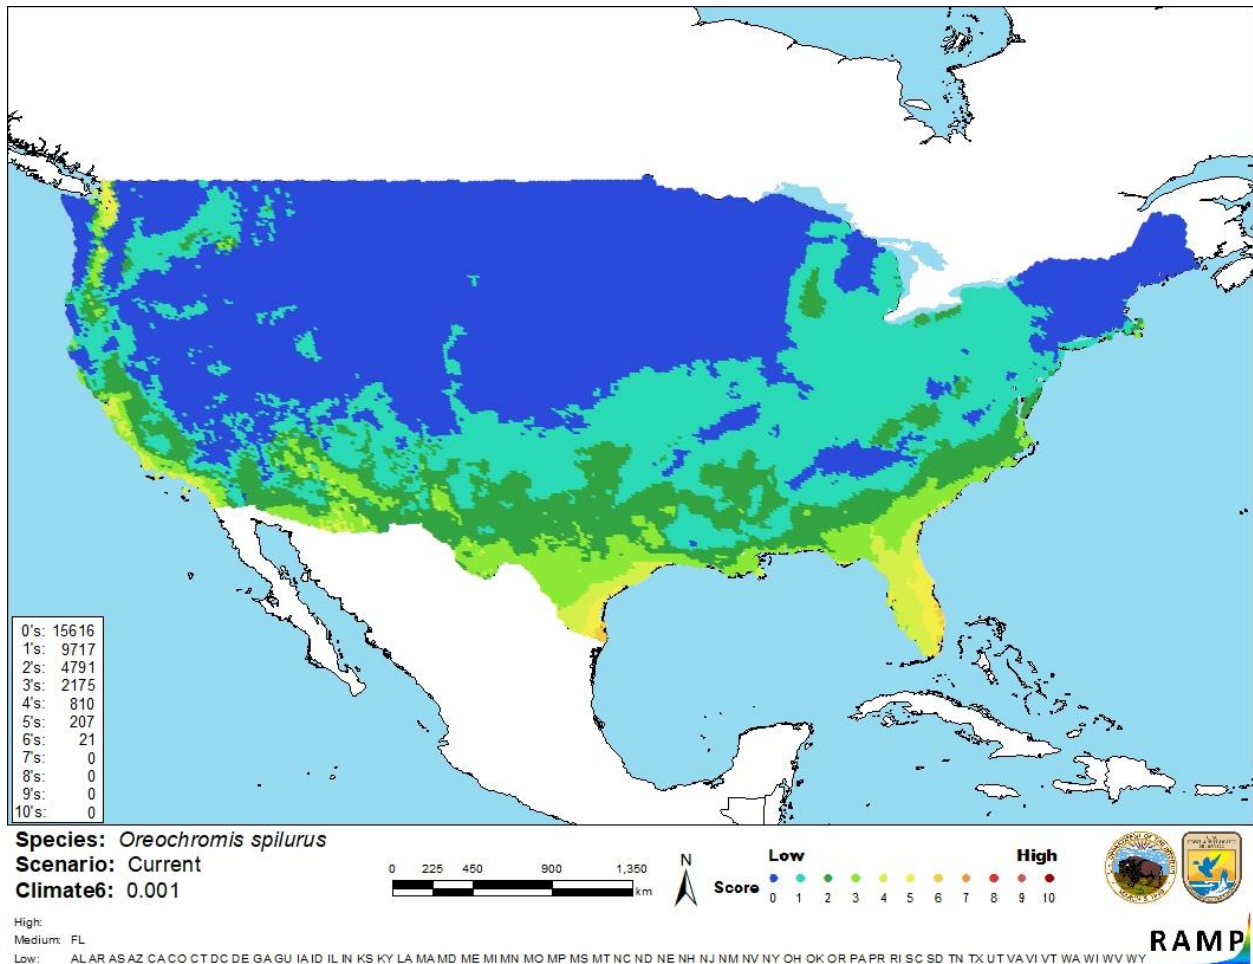 0's: 15616
1's: 9717
2's: 4791
3's: 2175
4's: 810
5's: 207
6's: 21
7's: 0
8's: 0
9's: 0
10's: 0
Species: Oreochromis spilurus
Scenario: Current
Climate6: 0.001
0 225 450 900 1,350
km
N
Low High
Score 0 1 2 3 4 5 6 7 8 9 10
High:
Medium: FL
Low: AL AR AS AZ CA CO CT DC DE GA GU IA ID IL IN KS KY LA MA MD ME MI MN MO MP MS MT NC ND NE NH NJ NM NV NY OH OK OR PA PR RI SC SD TN TX UT VA VI VT WA WI WV WY
RAMP